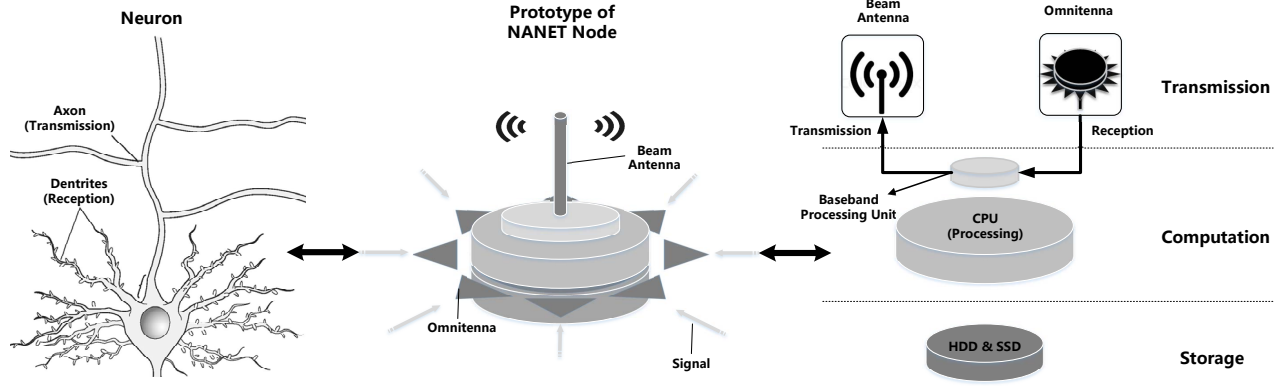 Neuron
Axon
(Transmission)
Dentrites
(Reception)
Prototype of
NANET Node
Beam
Antenna
Omnitenna
Signal
Beam
Antenna
Omnitenna
Transmission
Transmission
Reception
Baseband
Processing Unit
CPU
(Processing)
Computation
HDD & SSD
Storage